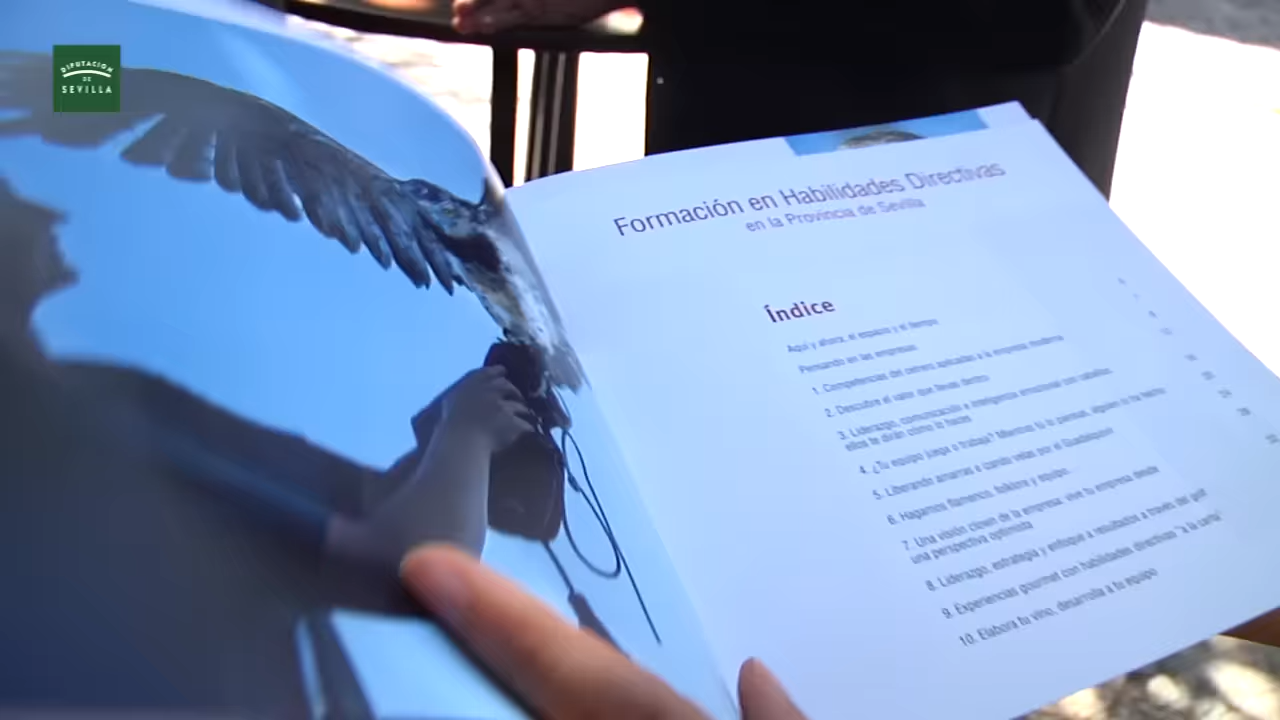 DIPUTACION
DE
SEVILLA
Formación en Habilidades Directivas
en la Provincia de Sevilla
Índice
Aquí y ahora, el espacio y el tiempo
Pensando en las empresas
1. Competencias del cetrero aplicadas a la empresa moderna
2. Descubre el valor que llevas dentro
3. Liderazgo, comunicación e inteligencia emocional con caballos,
ellos te dirán cómo lo haces
4. ¿Tu equipo juega o trabaja? Mientras tú lo piensas, alguien lo ha hecho
5. Liberando amarras e izando velas por el Guadalquivir
6. Hagamos flamenco, folklore y equipo
7. Una visión clown de la empresa: vive tu empresa desde
una perspectiva optimista
8. Liderazgo, estrategia y enfoque a resultados a través del golf
9. Experiencias gourmet con habilidades directivas "a la carta"
10. Elabora tu vino, desarrolla a tu equipo